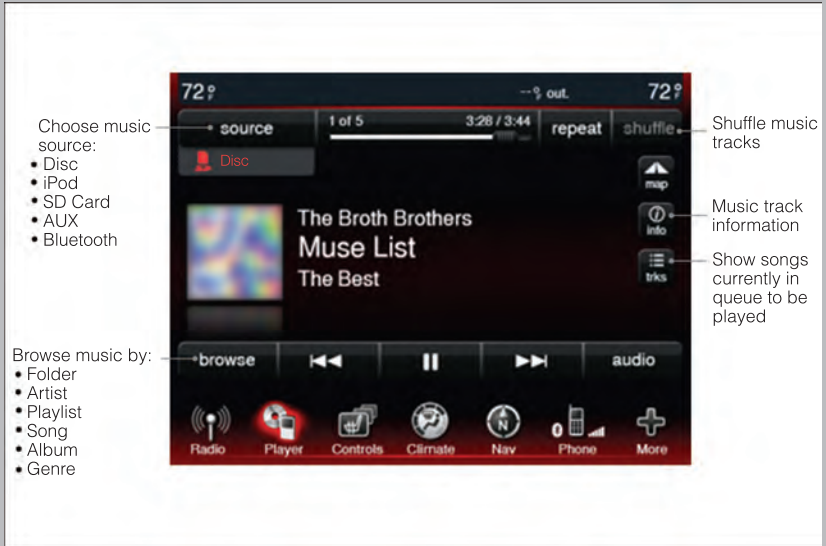 72°F
--°F out.
72°F
source
1 of 5
3:28 / 3:44
repeat
shuffle
Disc
map
The Broth Brothers
Muse List
The Best
info
trks
browse
audio
Radio
Player
Controls
Climate
N
Nav
Phone
More
Choose music
source:
• Disc
• iPod
• SD Card
• AUX
• Bluetooth
Browse music by:
• Folder
• Artist
• Playlist
• Song
• Album
• Genre
Shuffle music
tracks
Music track
information
Show songs
currently in
queue to be
played